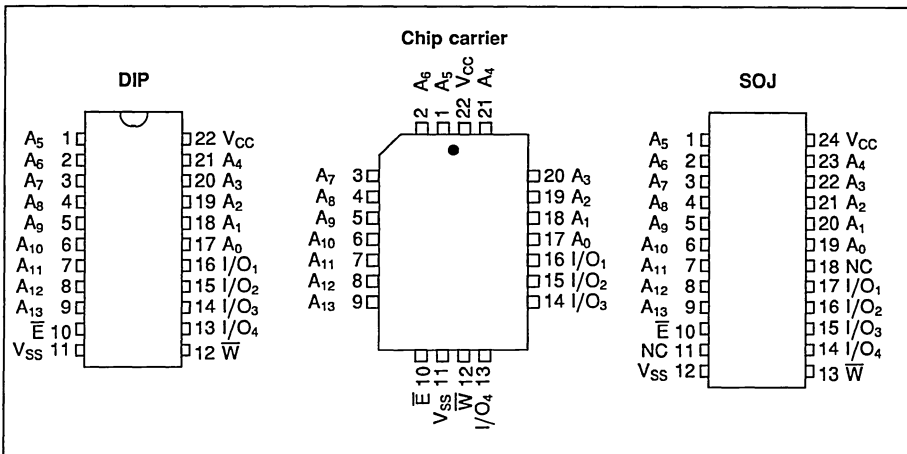 Chip carrier
DIP
SOJ
A6 A5 VCC A4
2 1 22 21
A5 1 22 VCC
A6 2 21 A4
A7 3 20 A3
A8 4 19 A2
A9 5 18 A1
A10 6 17 A0
A11 7 16 I/O1
A12 8 15 I/O2
A13 9 14 I/O3
E̅ 10 13 I/O4
VSS 11 12 W̅
A7 3 20 A3
A8 4 19 A2
A9 5 18 A1
A10 6 17 A0
A11 7 16 I/O1
A12 8 15 I/O2
A13 9 14 I/O3
10 11 12 13
E̅ VSS W̅ I/O4
A5 1 24 VCC
A6 2 23 A4
A7 3 22 A3
A8 4 21 A2
A9 5 20 A1
A10 6 19 A0
A11 7 18 NC
A12 8 17 I/O1
A13 9 16 I/O2
E̅ 10 15 I/O3
NC 11 14 I/O4
VSS 12 13 W̅